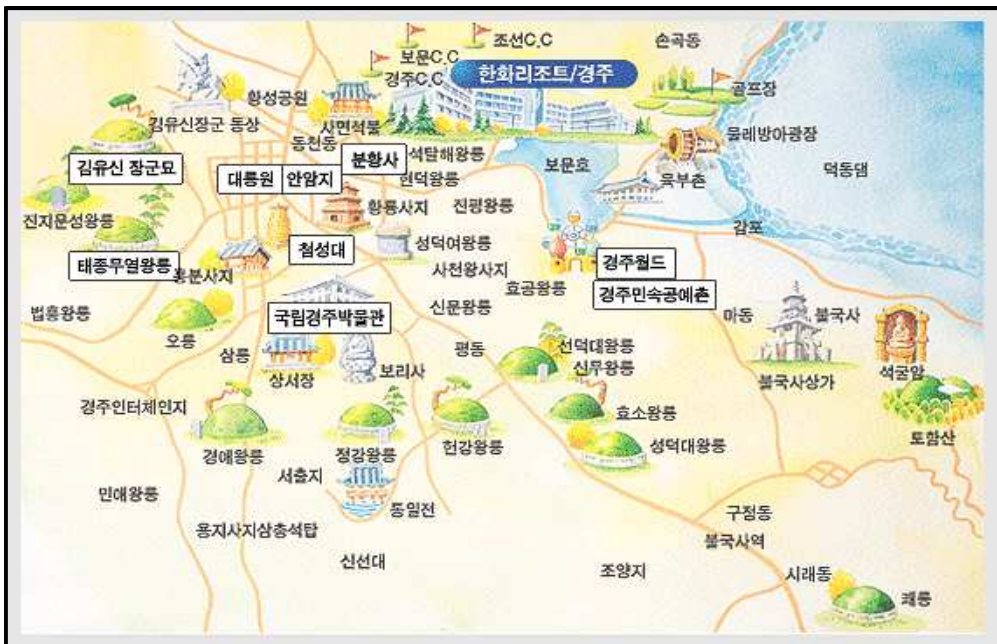 조선C.C
손곡동
보문C.C
경주C.C
한화리조트/경주
골프장
황성공원
김유신장군 동상
사면석불
물레방아광장
동천동
분황사
석탈해왕릉
보문호
덕동댐
김유신 장군묘
대릉원
안압지
헌덕왕릉
육부촌
진지문성왕릉
황룡사지
진평왕릉
감포
첨성대
성덕여왕릉
태종무열왕릉
흥분사지
사천왕사지
경주월드
효공왕릉
경주민속공예촌
법흥왕릉
국립경주박물관
신문왕릉
마동
불국사
오릉
삼릉
평동
선덕대왕릉
신무왕릉
상서장
보리사
불국사상가
석굴암
경주인터체인지
효소왕릉
토함산
경애왕릉
정강왕릉
헌강왕릉
성덕대왕릉
서출지
민애왕릉
통일전
구정동
용지사지삼층석탑
불국사역
신선대
조양지
시래동
괘릉